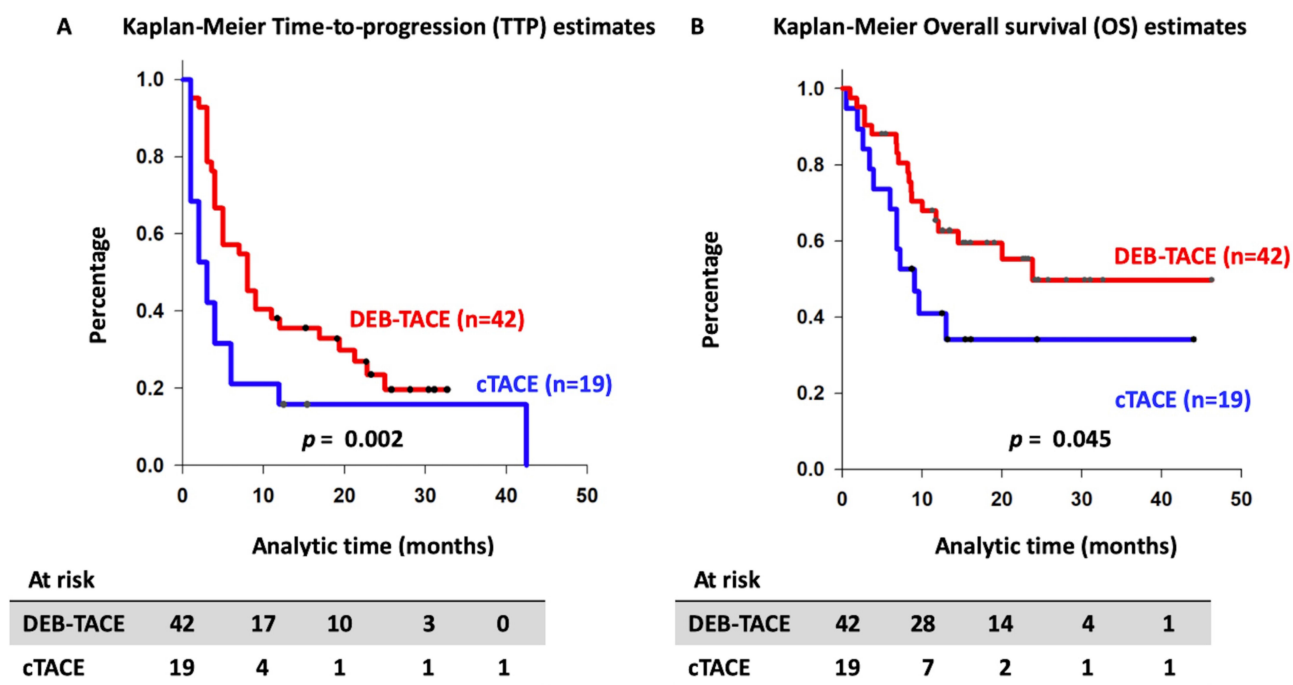 A Kaplan-Meier Time-to-progression (TTP) estimates
1.0
0.8
0.6
0.4
0.2
0.0
Percentage
DEB-TACE (n=42)
cTACE (n=19)
p = 0.002
0 10 20 30 40 50
Analytic time (months)
At risk
DEB-TACE 42 17 10 3 0
cTACE 19 4 1 1 1
B Kaplan-Meier Overall survival (OS) estimates
1.0
0.8
0.6
0.4
0.2
0.0
Percentage
DEB-TACE (n=42)
cTACE (n=19)
p = 0.045
0 10 20 30 40 50
Analytic time (months)
At risk
DEB-TACE 42 28 14 4 1
cTACE 19 7 2 1 1